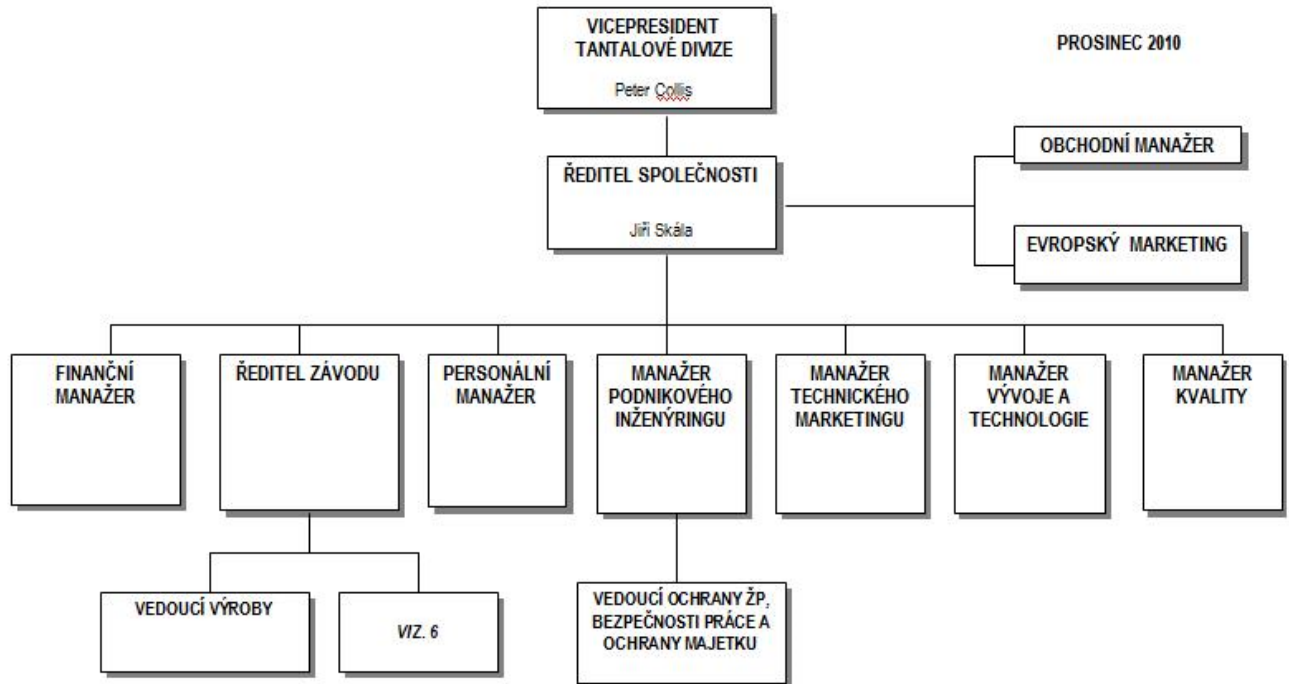 VICEPRESIDENT
TANTALOVÉ DIVIZE
Peter Collis
PROSINEC 2010
OBCHODNÍ MANAŽER
ŘEDITEL SPOLEČNOSTI
Jiří Skála
EVROPSKÝ MARKETING
FINANČNÍ
MANAŽER
ŘEDITEL ZÁVODU
PERSONÁLNÍ
MANAŽER
MANAŽER
PODNIKOVÉHO
INŽENÝRINGU
MANAŽER
TECHNICKÉHO
MARKETINGU
MANAŽER
VÝVOJE A
TECHNOLOGIE
MANAŽER
KVALITY
VEDOUCÍ VÝROBY
VIZ. 6
VEDOUCÍ OCHRANY ŽP,
BEZPEČNOSTI PRÁCE A
OCHRANY MAJETKU